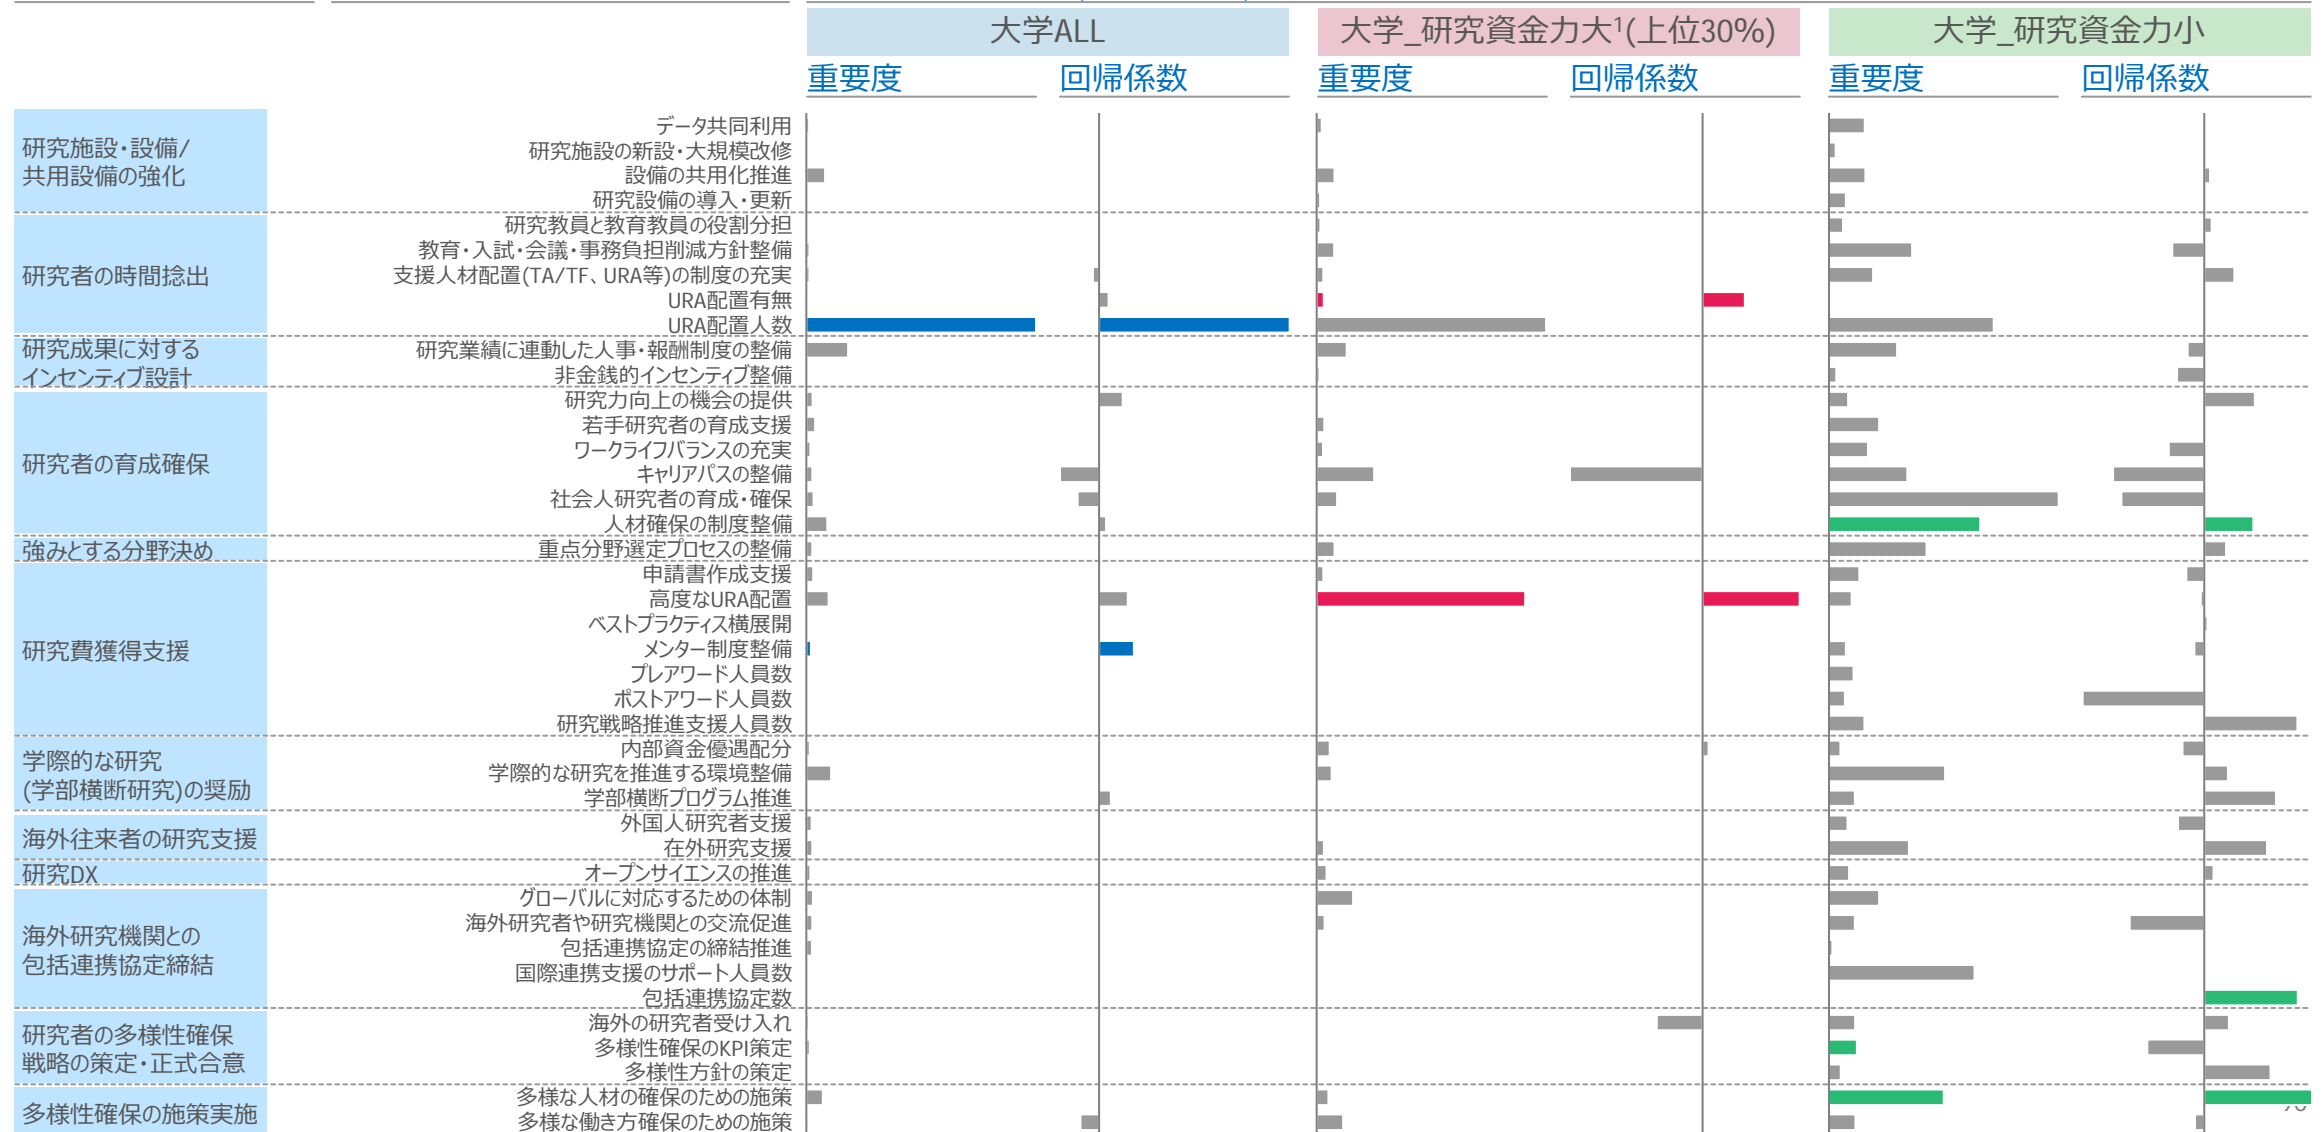 大学ALL
大学_研究資金力大1(上位30%)
大学_研究資金力小
重要度
回帰係数
重要度
回帰係数
重要度
回帰係数
研究施設・設備/
共用設備の強化
データ共同利用
研究施設の新設・大規模改修
設備の共用化推進
研究設備の導入・更新
研究者の時間捻出
研究教員と教育教員の役割分担
教育・入試・会議・事務負担削減方針整備
支援人材配置(TA/TF、URA等)の制度の充実
URA配置有無
URA配置人数
研究成果に対する
インセンティブ設計
研究業績に連動した人事・報酬制度の整備
非金銭的インセンティブ整備
研究者の育成確保
研究力向上の機会の提供
若手研究者の育成支援
ワークライフバランスの充実
キャリアパスの整備
社会人研究者の育成・確保
人材確保の制度整備
強みとする分野決め
重点分野選定プロセスの整備
研究費獲得支援
申請書作成支援
高度なURA配置
ベストプラクティス横展開
メンター制度整備
プレアワード人員数
ポストアワード人員数
研究戦略推進支援人員数
学際的な研究
(学部横断研究)の奨励
内部資金優遇配分
学際的な研究を推進する環境整備
学部横断プログラム推進
海外往来者の研究支援
外国人研究者支援
在外研究支援
研究DX
オープンサイエンスの推進
海外研究機関との
包括連携協定締結
グローバルに対応するための体制
海外研究者や研究機関との交流促進
包括連携協定の締結推進
国際連携支援のサポート人員数
包括連携協定数
研究者の多様性確保
戦略の策定・正式合意
海外の研究者受け入れ
多様性確保のKPI策定
多様性方針の策定
多様性確保の施策実施
多様な人材の確保のための施策
多様な働き方確保のための施策